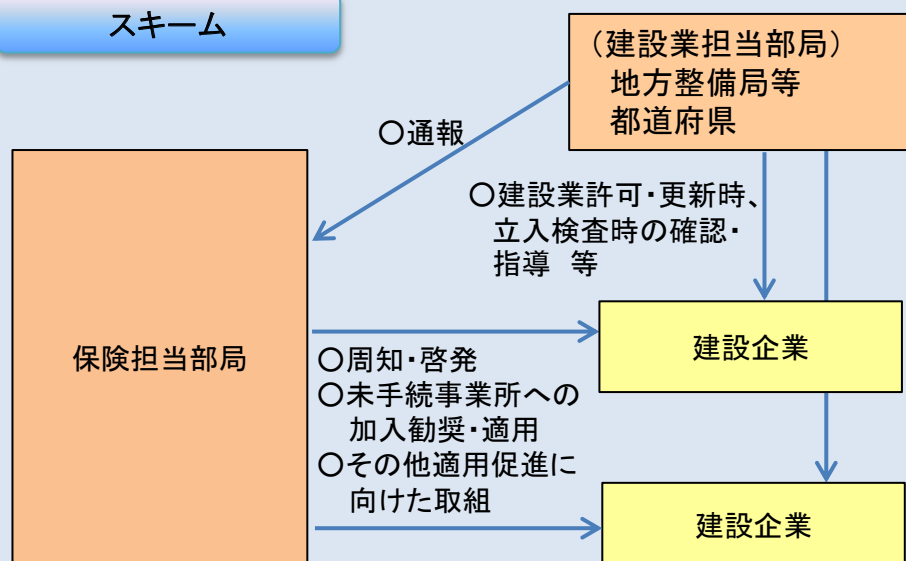 スキーム
（建設業担当部局）
地方整備局等
都道府県
○通報
○建設業許可・更新時、
立入検査時の確認・
指導　等
保険担当部局
建設企業
○周知・啓発
○未手続事業所への
加入勧奨・適用
○その他適用促進に
向けた取組
建設企業